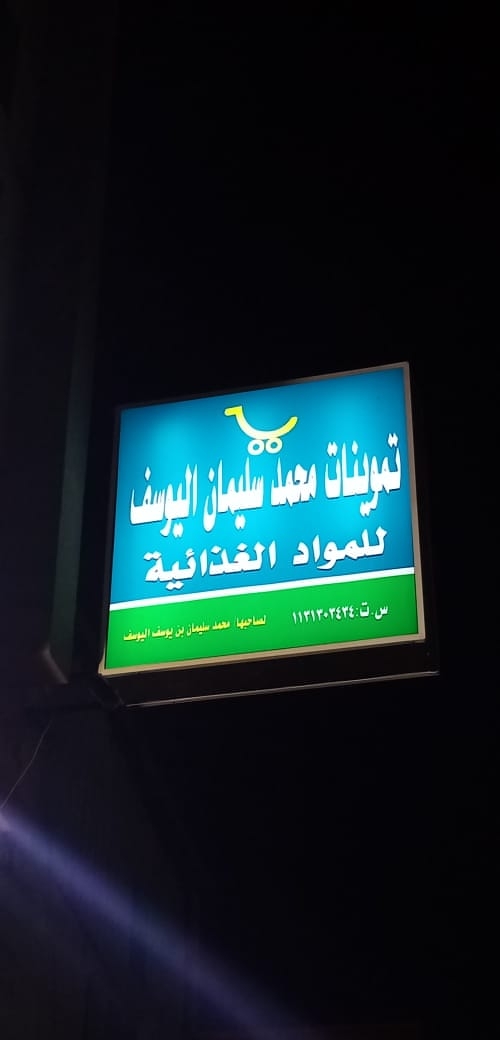 تموينات محمد سليمان اليوسف
للمواد الغذائية
س.ت: ١١٣١٣٠٣٤٣٤ لصاحبها/ محمد سليمان بن يوسف اليوسف